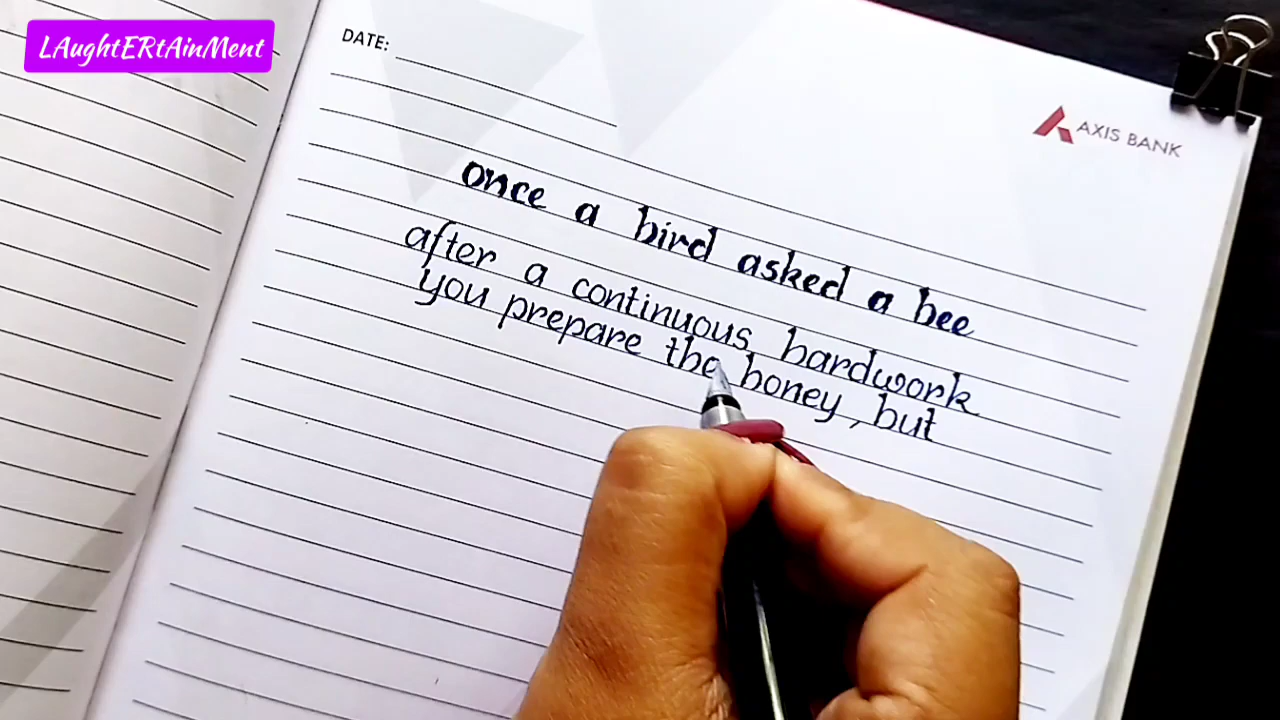 LAughtERtAinMent
DATE:
AXIS BANK
once a bird asked a bee
after a continuous hardwork
you prepare the honey, but